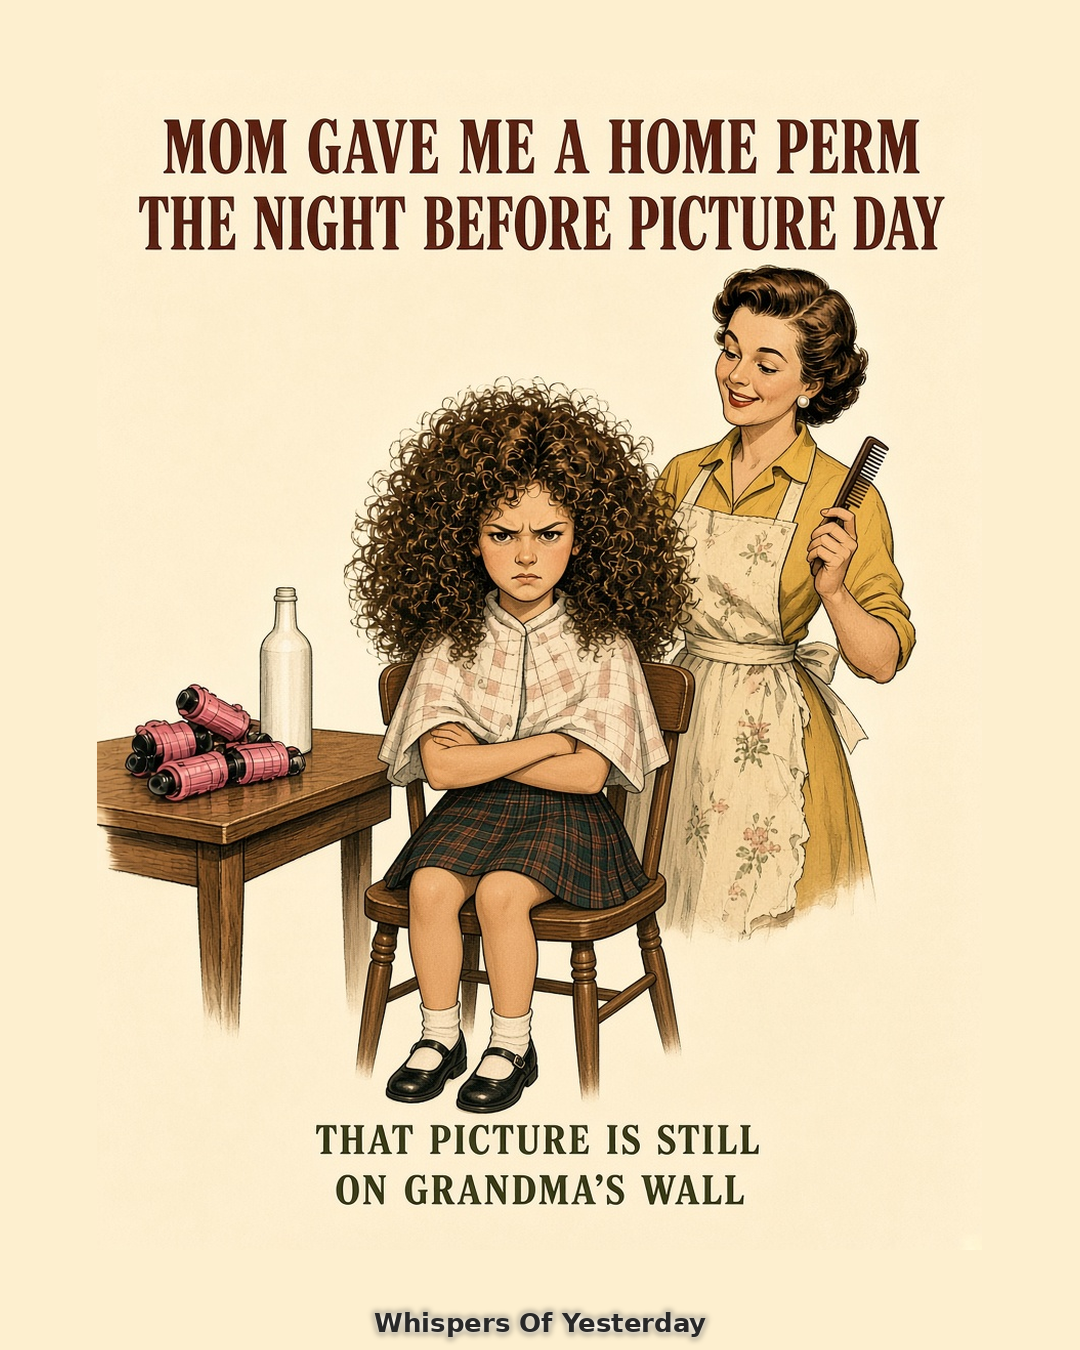 MOM GAVE ME A HOME PERM
THE NIGHT BEFORE PICTURE DAY
THAT PICTURE IS STILL
ON GRANDMA’S WALL
Whispers Of Yesterday